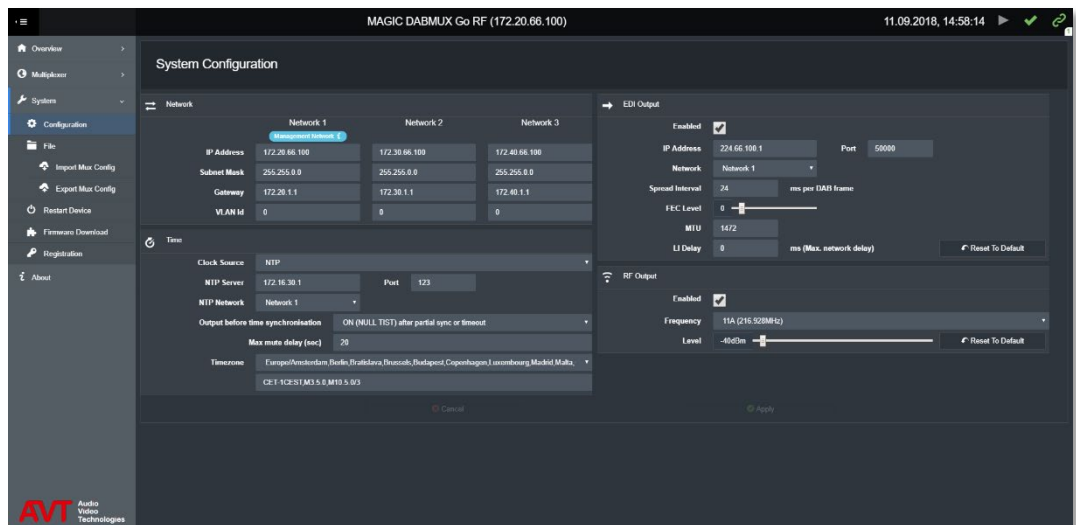 MAGIC DABMUX Go RF (172.20.66.100)
11.09.2018, 14:58:14
1
Overview
Multiplexer
System
Configuration
File
Import Mux Config
Export Mux Config
Restart Device
Firmware Download
Registration
About
System Configuration
Network
Network 1 Network 2 Network 3
Management Network
IP Address 172.20.66.100 172.30.66.100 172.40.66.100
Subnet Mask 255.255.0.0 255.255.0.0 255.255.0.0
Gateway 172.20.1.1 172.30.1.1 172.40.1.1
VLAN Id 0 0 0
Time
Clock Source NTP
NTP Server 172.16.30.1 Port 123
NTP Network Network 1
Output before time synchronisation ON (NULL TIST) after partial sync or timeout
Max mute delay (sec) 20
Timezone Europe/Amsterdam,Berlin,Bratislava,Brussels,Budapest,Copenhagen,Luxembourg,Madrid,Malta,
CET-1CEST,M3.5.0,M10.5.0/3
Cancel
EDI Output
Enabled
IP Address 224.66.100.1 Port 50000
Network Network 1
Spread Interval 24 ms per DAB frame
FEC Level 0
MTU 1472
LI Delay 0 ms (Max. network delay) Reset To Default
RF Output
Enabled
Frequency 11A (216.928MHz)
Level -40dBm Reset To Default
Apply
AVT Audio
Video
Technologies